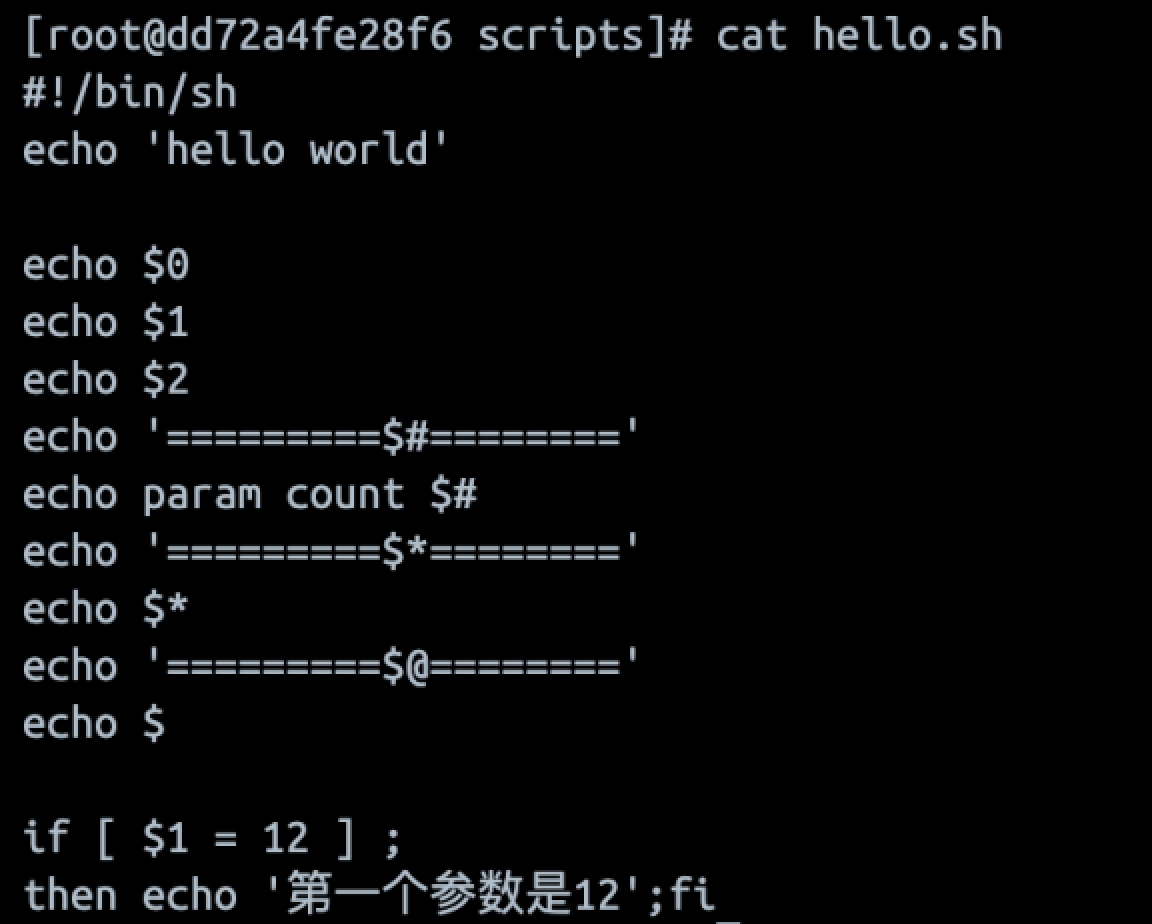 [root@dd72a4fe28f6 scripts]# cat hello.sh
#!/bin/sh
echo 'hello world'
echo $0
echo $1
echo $2
echo '=========$#========'
echo param count $#
echo '=========$*========'
echo $*
echo '=========$@========'
echo $
if [ $1 = 12 ] ;
then echo '第一个参数是12';fi_